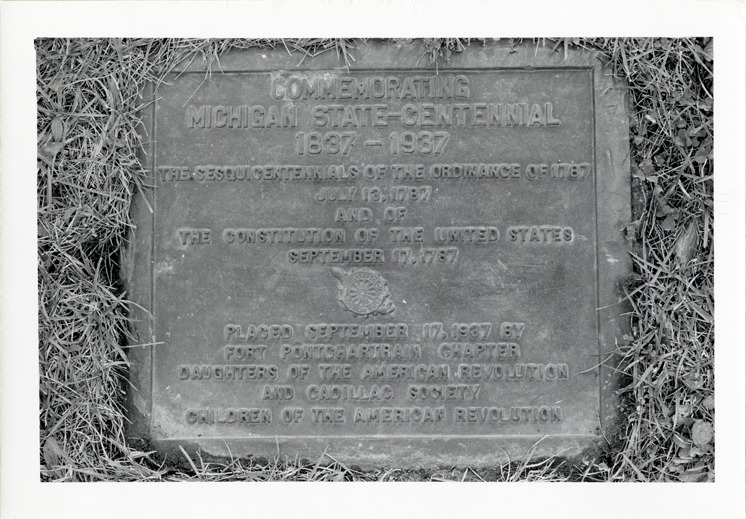 COMMEMORATING
MICHIGAN STATE-CENTENNIAL
1837-1937
THE SESQUICENTENNIALS OF THE ORDINANCE OF 1787
JULY 13, 1787
AND OF
THE CONSTITUTION OF THE UNITED STATES
SEPTEMBER 17, 1787
PLACED SEPTEMBER 17, 1937 BY
FORT PONTCHARTRAIN CHAPTER
DAUGHTERS OF THE AMERICAN REVOLUTION
AND CADILLAC SOCIETY
CHILDREN OF THE AMERICAN REVOLUTION